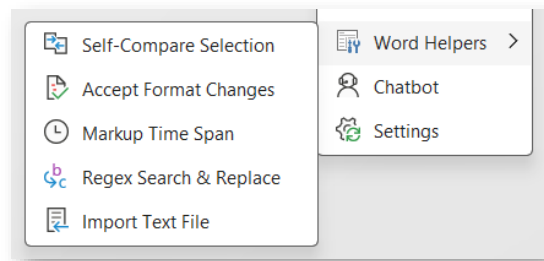 Self-Compare Selection
Accept Format Changes
Markup Time Span
Regex Search & Replace
Import Text File
Word Helpers
Chatbot
Settings